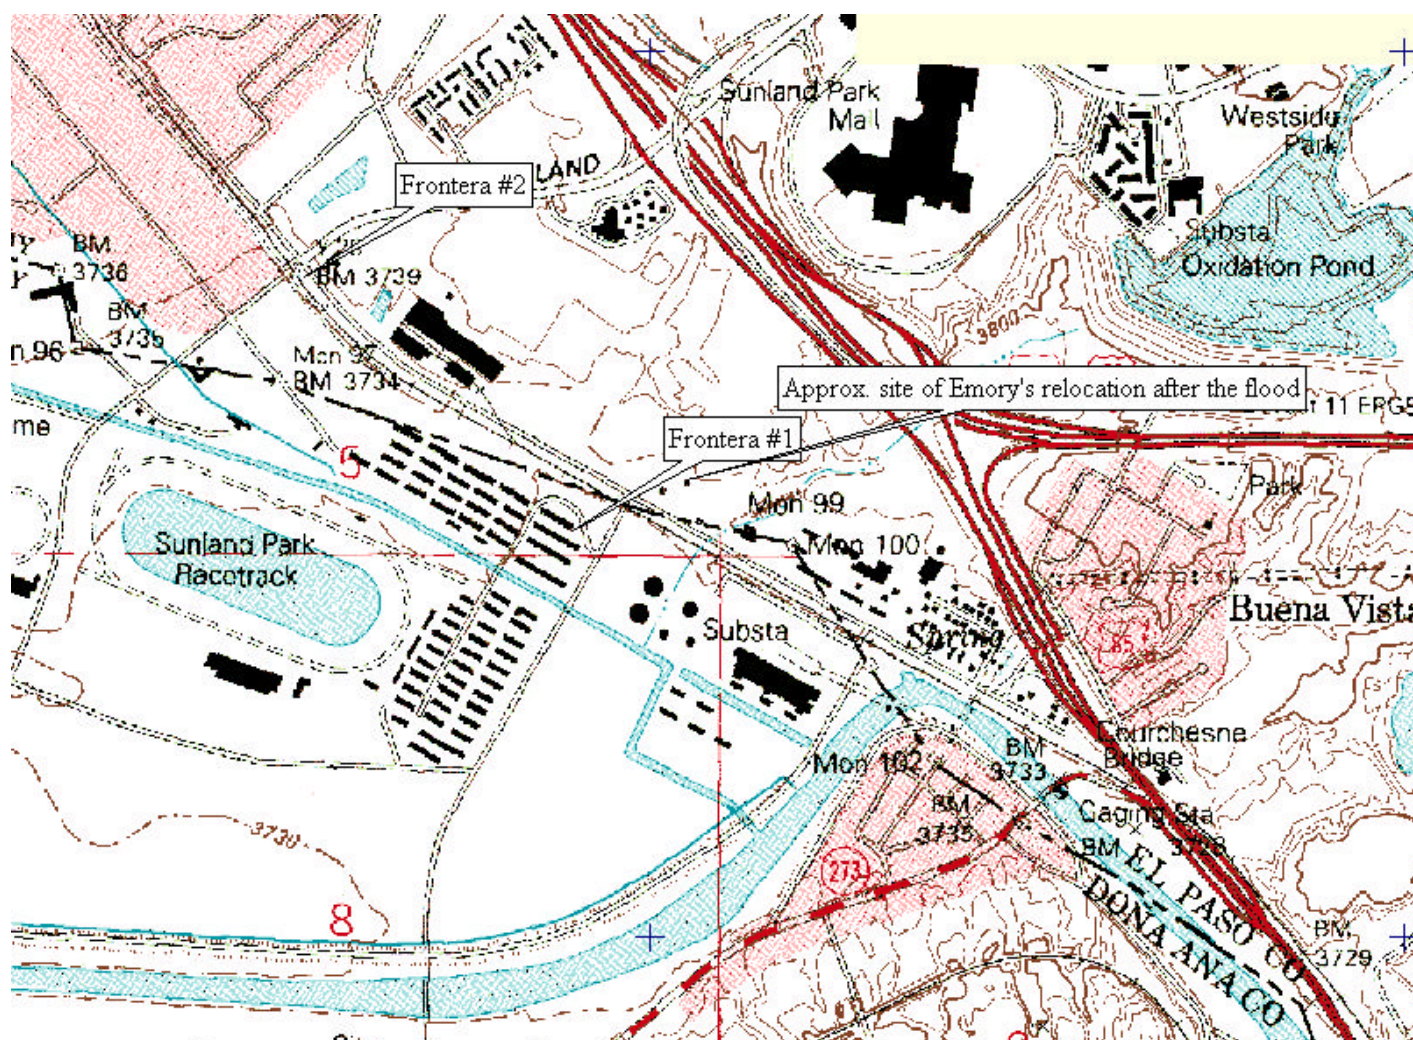 Sunland Park
Mall
Westside
Park
LAND
Frontera #2
Substa
Oxidation Pond
BM
3736
BM 3739
BM
3735
3800
n 96
Mon 97
BM 3734
Approx. site of Emory's relocation after the flood
11 EPG5
me
Frontera #1
5
Park
Mon 99
Sunland Park
Racetrack
Mon 100
Buena Vista
Substa
Spring
85
Courchesne
Bridge
BM
3733
Mon 102
BM
3735
Gaging Sta
BM 3728
3730
273
EL PASO CO
DONA ANA CO
8
BM
3729